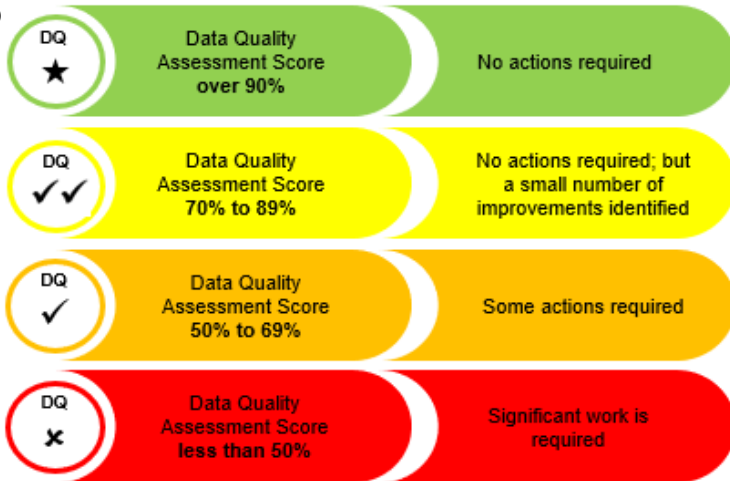 DQ
Data Quality
Assessment Score
over 90%
No actions required
DQ
Data Quality
Assessment Score
70% to 89%
No actions required; but
a small number of
improvements identified
DQ
Data Quality
Assessment Score
50% to 69%
Some actions required
DQ
Data Quality
Assessment Score
less than 50%
Significant work is
required